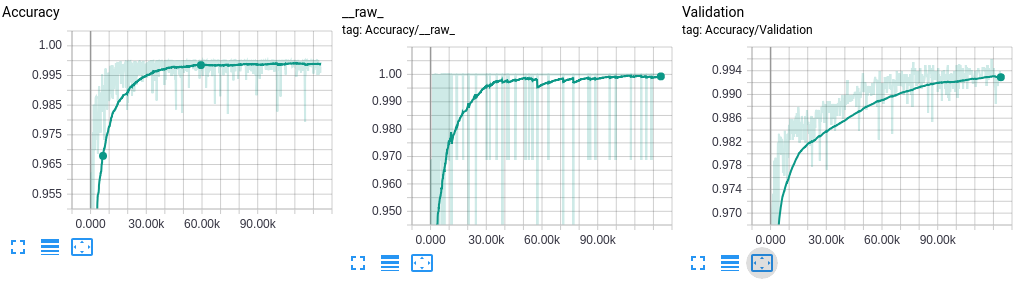 Accuracy
1.00
0.995
0.985
0.975
0.965
0.955
0.000 30.00k 60.00k 90.00k
__raw_
tag: Accuracy/__raw_
1.00
0.990
0.980
0.970
0.960
0.950
0.000 30.00k 60.00k 90.00k
Validation
tag: Accuracy/Validation
0.994
0.990
0.986
0.982
0.978
0.974
0.970
0.000 30.00k 60.00k 90.00k